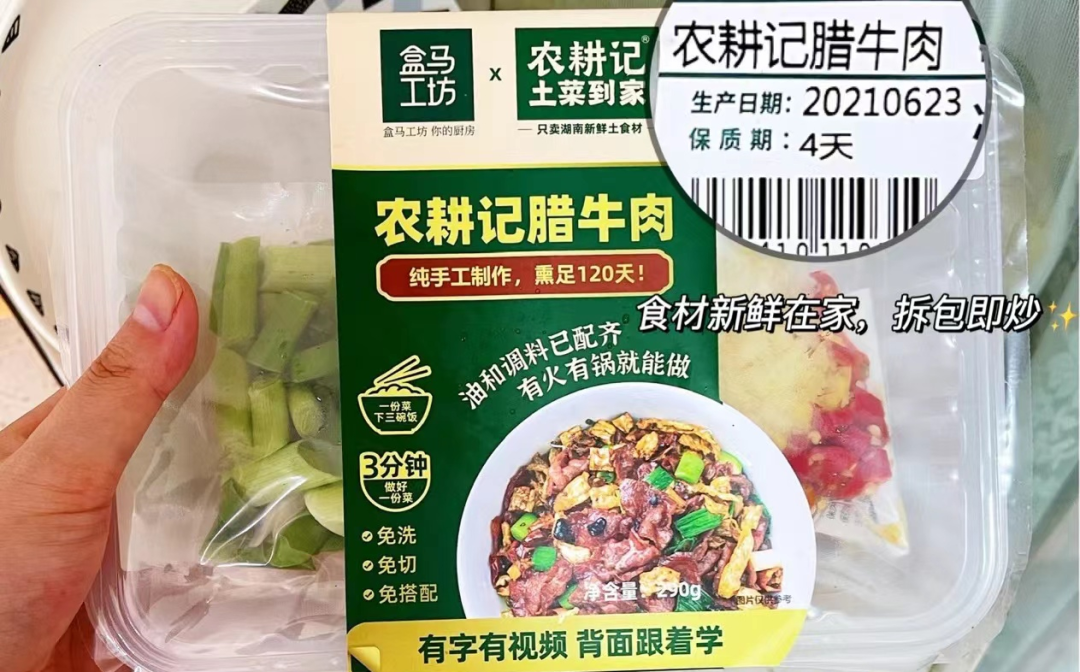 盒马
工坊
盒马工坊 你的厨房
x
农耕记®
土菜到家
只卖湖南新鲜土食材
农耕记腊牛肉
生产日期：20210623
保质期：4天
农耕记腊牛肉
纯手工制作，熏足120天！
食材新鲜在家，拆包即炒
油和调料已配齐
有火有锅就能做
一份菜
下三碗饭
3分钟
做好
一份菜
免洗
免切
免搭配
净含量：290g
图片仅供参考
有字有视频 背面跟着学